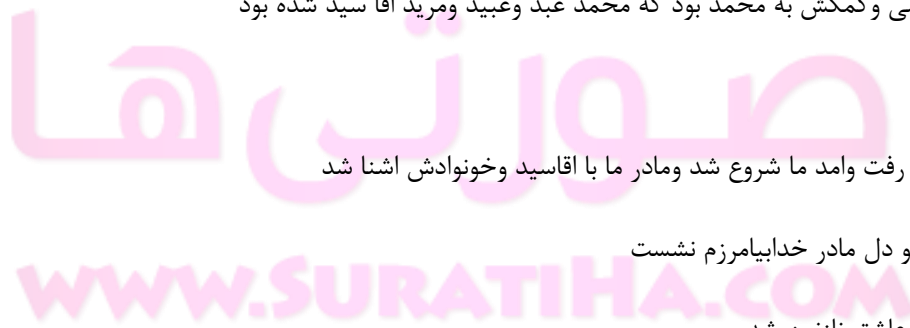 ی وکمکش به محمد بود که محمد عبد وعبید ومرید اقا سید شده بود
صورتی ها
رفت وامد ما شروع شد ومادر ما با اقاسید وخونوادش اشنا شد
و دل مادر خدابیامرزم نشست
WWW.SURATIHA.COM